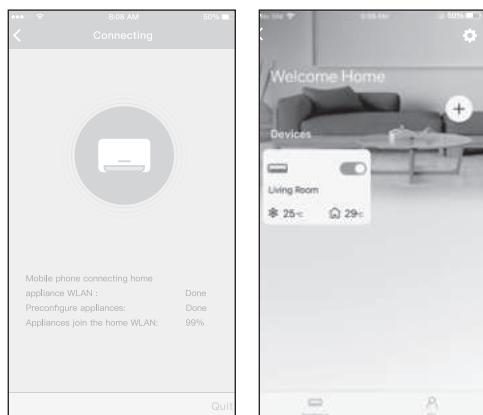 8:08 AM 50%
Connecting
Mobile phone connecting home
appliance WLAN : Done
Preconfigure appliances: Done
Appliances join the home WLAN: 99%
Quit
50%
Welcome Home
+
Devices
Living Room
25℃ 29℃